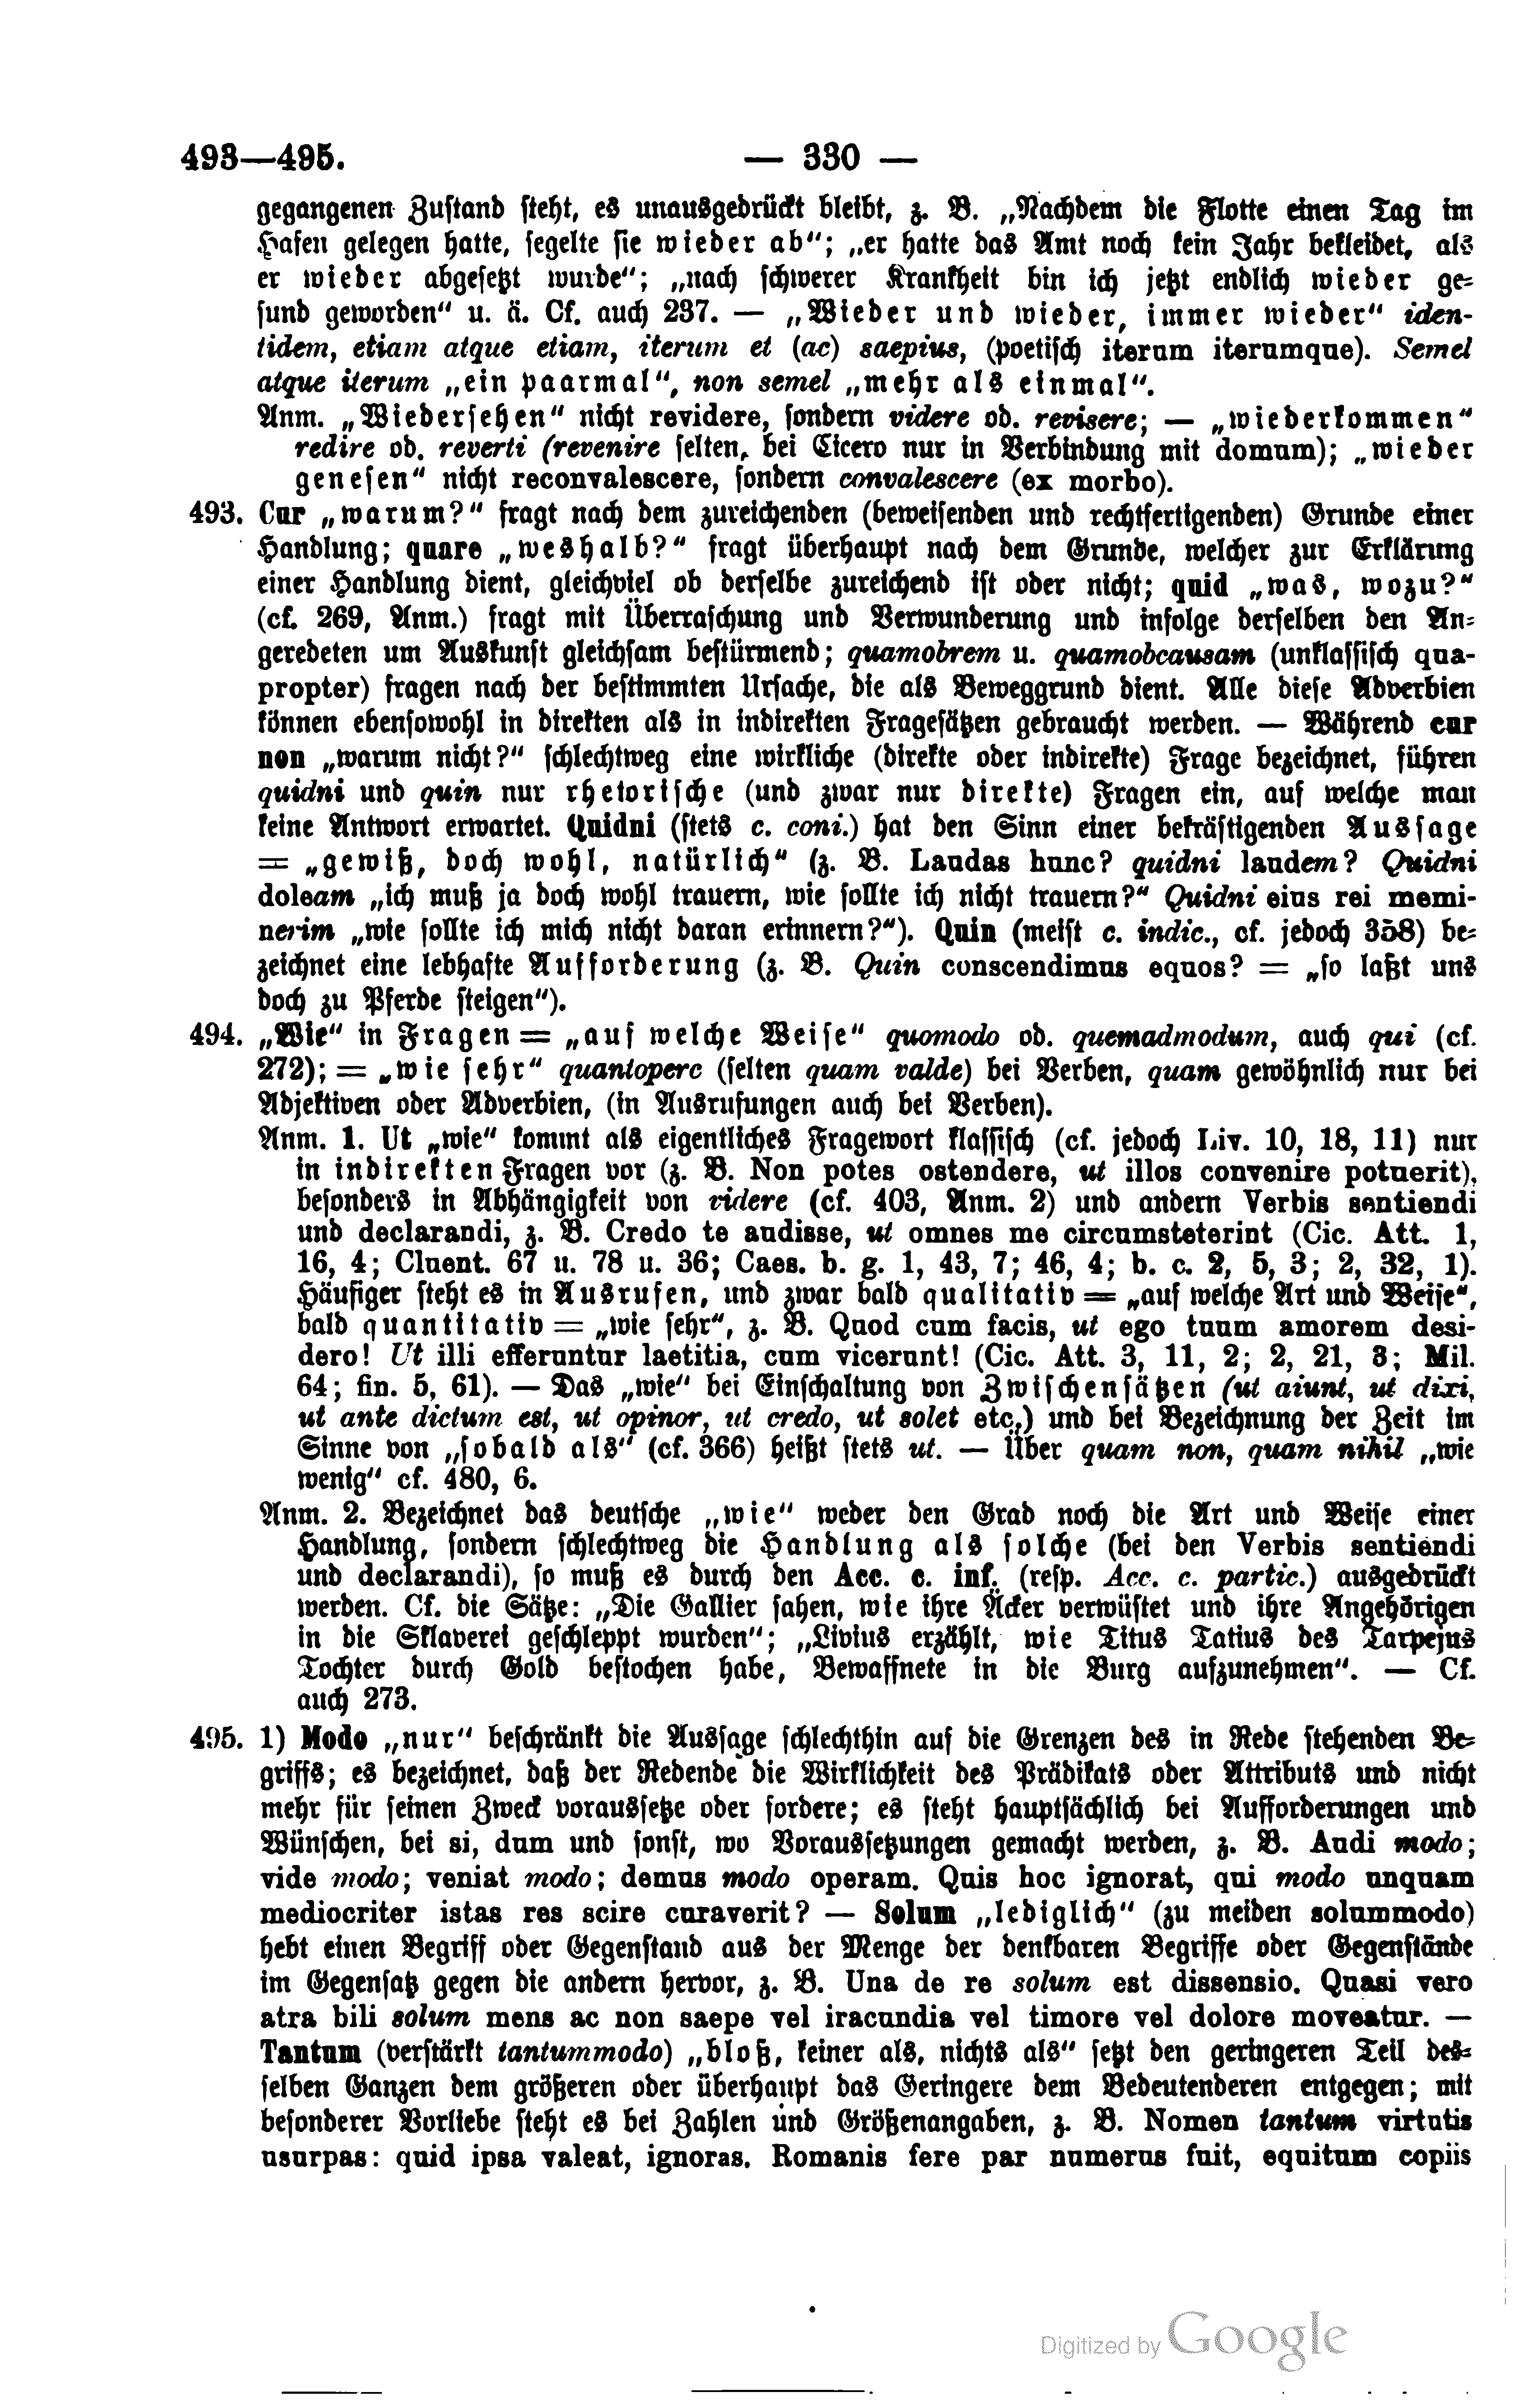 493—495. — 330 —
gegangenen Zustand steht, es unausgedrückt bleibt, z. B. „Nachdem die Flotte einen Tag im
Hafen gelegen hatte, segelte sie wieder ab“; „er hatte das Amt noch kein Jahr bekleidet, als
er wieder abgesetzt wurde“; „nach schwerer Krankheit bin ich jetzt endlich wieder ge-
sund geworden“ u. ä. Cf. auch 237. — „Wieder und wieder, immer wieder“ iden-
tidem, etiam atque etiam, iterum et (ac) saepius, (poetisch iterum iterumque). Semel
atque iterum „ein paarmal“, non semel „mehr als einmal“.
Anm. „Wiedersehen“ nicht revidere, sondern videre od. revisere; — „wiederkommen“
redire od. reverti (revenire selten, bei Cicero nur in Verbindung mit domum); „wieder
genesen“ nicht reconvalescere, sondern convalescere (ex morbo).
493. Cur „warum?“ fragt nach dem zureichenden (beweisenden und rechtfertigenden) Grunde einer
Handlung; quare „weshalb?“ fragt überhaupt nach dem Grunde, welcher zur Erklärung
einer Handlung dient, gleichviel ob derselbe zureichend ist oder nicht; quid „was, wozu?“
(cf. 269, Anm.) fragt mit Überraschung und Verwunderung und infolge derselben den An-
geredeten um Auskunft gleichsam bestürmend; quamobrem u. quamobcausam (unklassisch qua-
propter) fragen nach der bestimmten Ursache, die als Beweggrund dient. Alle diese Adverbien
können ebensowohl in direkten als in indirekten Fragesätzen gebraucht werden. — Während cur
non „warum nicht?“ schlechtweg eine wirkliche (direkte oder indirekte) Frage bezeichnet, führen
quidni und quin nur rhetorische (und zwar nur direkte) Fragen ein, auf welche man
keine Antwort erwartet. Quidni (stets c. coni.) hat den Sinn einer bekräftigenden Aussage
= „gewiß, doch wohl, natürlich“ (z. B. Laudas hunc? quidni laudem? Quidni
doleam „ich muß ja doch wohl trauern, wie sollte ich nicht trauern?“ Quidni eius rei memi-
nerim „wie sollte ich mich nicht daran erinnern?“). Quin (meist c. indic., cf. jedoch 358) be-
zeichnet eine lebhafte Aufforderung (z. B. Quin conscendimus equos? = „so laßt uns
doch zu Pferde steigen“).
494. „Wie“ in Fragen = „auf welche Weise“ quomodo od. quemadmodum, auch qui (cf.
272); = „wie sehr“ quantopere (selten quam valde) bei Verben, quam gewöhnlich nur bei
Adjektiven oder Adverbien, (in Ausrufungen auch bei Verben).
Anm. 1. Ut „wie“ kommt als eigentliches Fragewort klassisch (cf. jedoch Liv. 10, 18, 11) nur
in indirekten Fragen vor (z. B. Non potes ostendere, ut illos convenire potuerit),
besonders in Abhängigkeit von videre (cf. 403, Anm. 2) und andern Verbis sentiendi
und declarandi, z. B. Credo te audisse, ut omnes me circumsteterint (Cic. Att. 1,
16, 4; Cluent. 67 u. 78 u. 36; Caes. b. g. 1, 43, 7; 46, 4; b. c. 2, 5, 3; 2, 32, 1).
Häufiger steht es in Ausrufen, und zwar bald qualitativ = „auf welche Art und Weise“,
bald quantitativ = „wie sehr“, z. B. Quod cum facis, ut ego tuum amorem desi-
dero! Ut illi efferuntur laetitia, cum vicerunt! (Cic. Att. 3, 11, 2; 2, 21, 3; Mil.
64; fin. 5, 61). — Das „wie“ bei Einschaltung von Zwischensätzen (ut aiunt, ut dixi,
ut ante dictum est, ut opinor, ut credo, ut solet etc.) und bei Bezeichnung der Zeit im
Sinne von „sobald als“ (cf. 366) heißt stets ut. — Über quam non, quam nihil „wie
wenig“ cf. 480, 6.
Anm. 2. Bezeichnet das deutsche „wie“ weder den Grad noch die Art und Weise einer
Handlung, sondern schlechtweg die Handlung als solche (bei den Verbis sentiendi
und declarandi), so muß es durch den Acc. c. inf. (resp. Acc. c. partic.) ausgedrückt
werden. Cf. die Sätze: „Die Gallier sahen, wie ihre Äcker verwüstet und ihre Angehörigen
in die Sklaverei geschleppt wurden“; „Livius erzählt, wie Titus Tatius des Tarpejus
Tochter durch Gold bestochen habe, Bewaffnete in die Burg aufzunehmen“. — Cf.
auch 273.
495. 1) Modo „nur“ beschränkt die Aussage schlechthin auf die Grenzen des in Rede stehenden Be-
griffs; es bezeichnet, daß der Redende die Wirklichkeit des Prädikats oder Attributs und nicht
mehr für seinen Zweck voraussetze oder fordere; es steht hauptsächlich bei Aufforderungen und
Wünschen, bei si, dum und sonst, wo Voraussetzungen gemacht werden, z. B. Audi modo;
vide modo; veniat modo; demus modo operam. Quis hoc ignorat, qui modo unquam
mediocriter istas res scire curaverit? — Solum „lediglich“ (zu meiden solummodo)
hebt einen Begriff oder Gegenstand aus der Menge der denkbaren Begriffe oder Gegenstände
im Gegensatz gegen die andern hervor, z. B. Una de re solum est dissensio. Quasi vero
atra bili solum mens ac non saepe vel iracundia vel timore vel dolore moveatur. —
Tantum (verstärkt tantummodo) „bloß, keiner als, nichts als“ setzt den geringeren Teil des-
selben Ganzen dem größeren oder überhaupt das Geringere dem Bedeutenderen entgegen; mit
besonderer Vorliebe steht es bei Zahlen und Größenangaben, z. B. Nomen tantum virtutis
usurpas: quid ipsa valeat, ignoras. Romanis fere par numerus fuit, equitum copiis
Digitized by Google